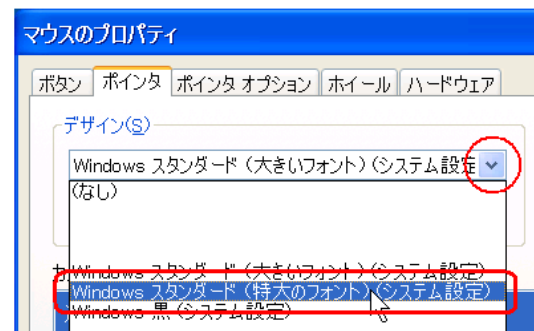 マウスのプロパティ
ボタン ポインタ ポインタ オプション ホイール ハードウェア
デザイン(S)
Windows スタンダード (大きいフォント) (システム設定
(なし)
Windows スタンダード (大きいフォント) (システム設定)
Windows スタンダード (特大のフォント) (システム設定)
Windows 黒 (システム設定)